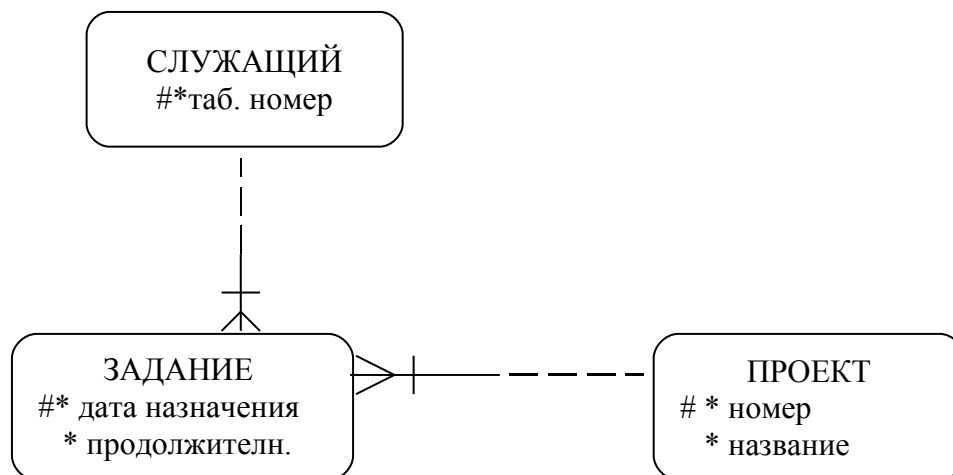 СЛУЖАЩИЙ
#*таб. номер
ЗАДАНИЕ
#* дата назначения
* продолжителн.
ПРОЕКТ
# * номер
* название